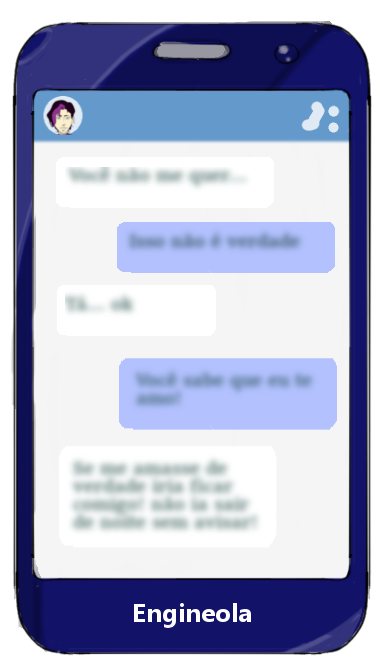 Você não me quer...
Isso não é verdade
Tá... ok
Você sabe que eu te
amo!
Se me amasse de
verdade iria ficar
comigo! não ia sair
de noite sem avisar!
Engineola